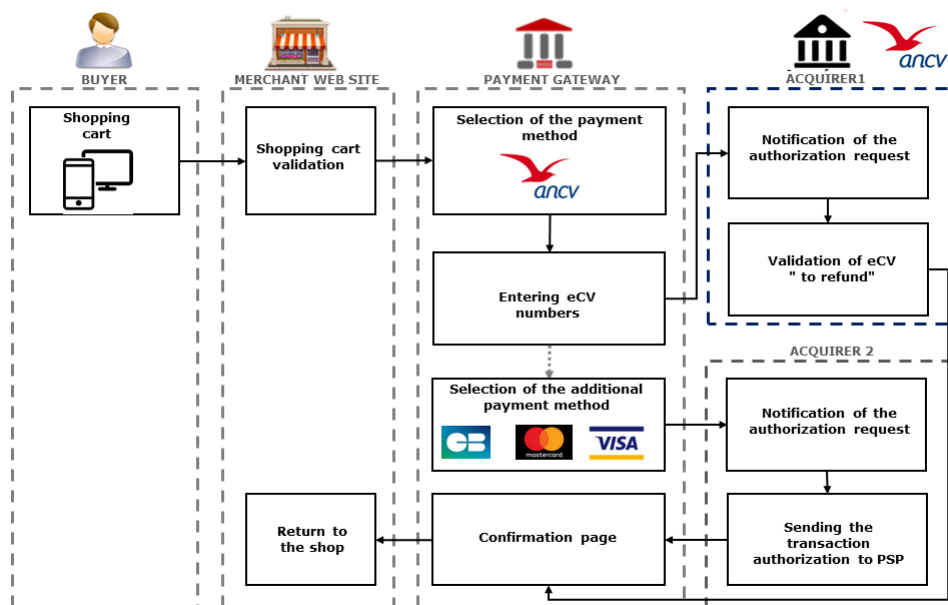 BUYER
MERCHANT WEB SITE
PAYMENT GATEWAY
ACQUIRER1
ancv
Shopping
cart
Shopping cart
validation
Selection of the payment
method
ancv
Notification of the
authorization request
Validation of eCV
" to refund"
Entering eCV
numbers
ACQUIRER 2
Selection of the additional
payment method
CB
mastercard
VISA
Notification of the
authorization request
Return to
the shop
Confirmation page
Sending the
transaction
authorization to PSP